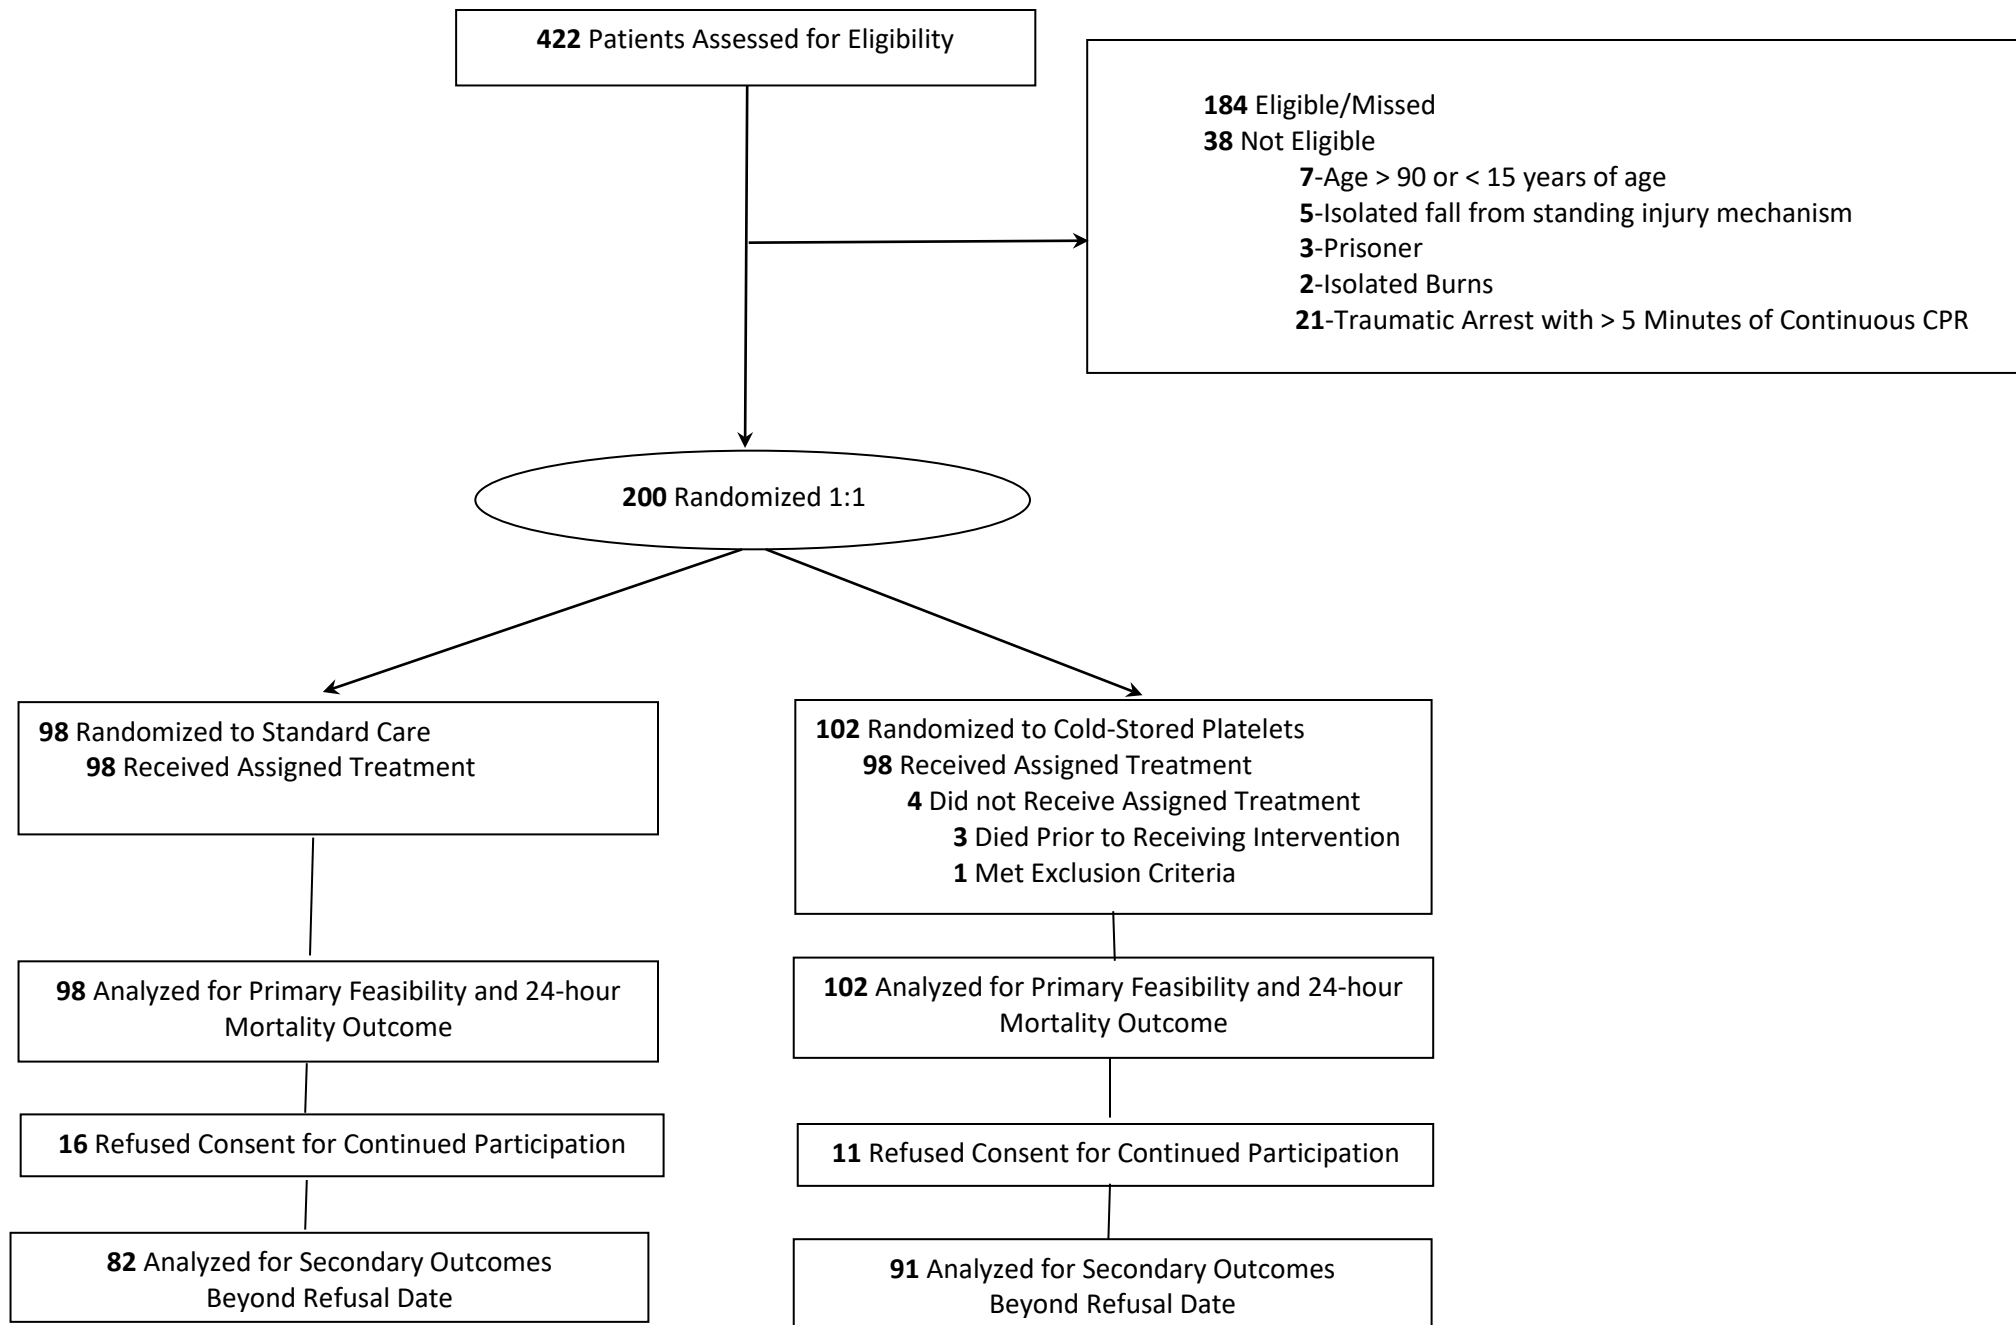 422 Patients Assessed for Eligibility
184 Eligible/Missed
38 Not Eligible
7-Age > 90 or < 15 years of age
5-Isolated fall from standing injury mechanism
3-Prisoner
2-Isolated Burns
21-Traumatic Arrest with > 5 Minutes of Continuous CPR
200 Randomized 1:1
98 Randomized to Standard Care
98 Received Assigned Treatment
102 Randomized to Cold-Stored Platelets
98 Received Assigned Treatment
4 Did not Receive Assigned Treatment
3 Died Prior to Receiving Intervention
1 Met Exclusion Criteria
98 Analyzed for Primary Feasibility and 24-hour
Mortality Outcome
102 Analyzed for Primary Feasibility and 24-hour
Mortality Outcome
16 Refused Consent for Continued Participation
11 Refused Consent for Continued Participation
82 Analyzed for Secondary Outcomes
Beyond Refusal Date
91 Analyzed for Secondary Outcomes
Beyond Refusal Date